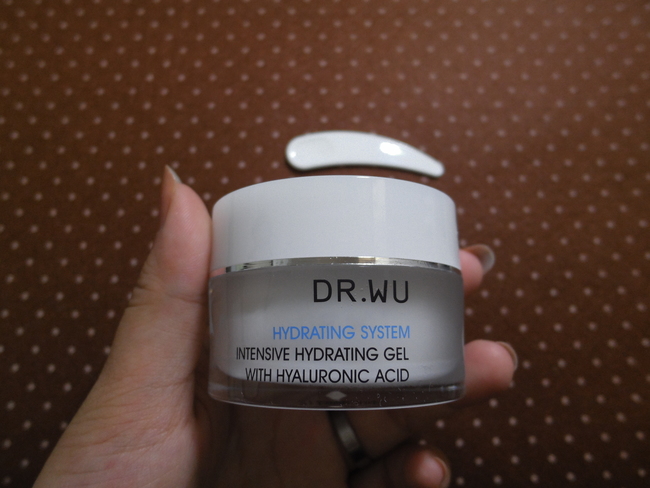 DR.WU
HYDRATING SYSTEM
INTENSIVE HYDRATING GEL
WITH HYALURONIC ACID